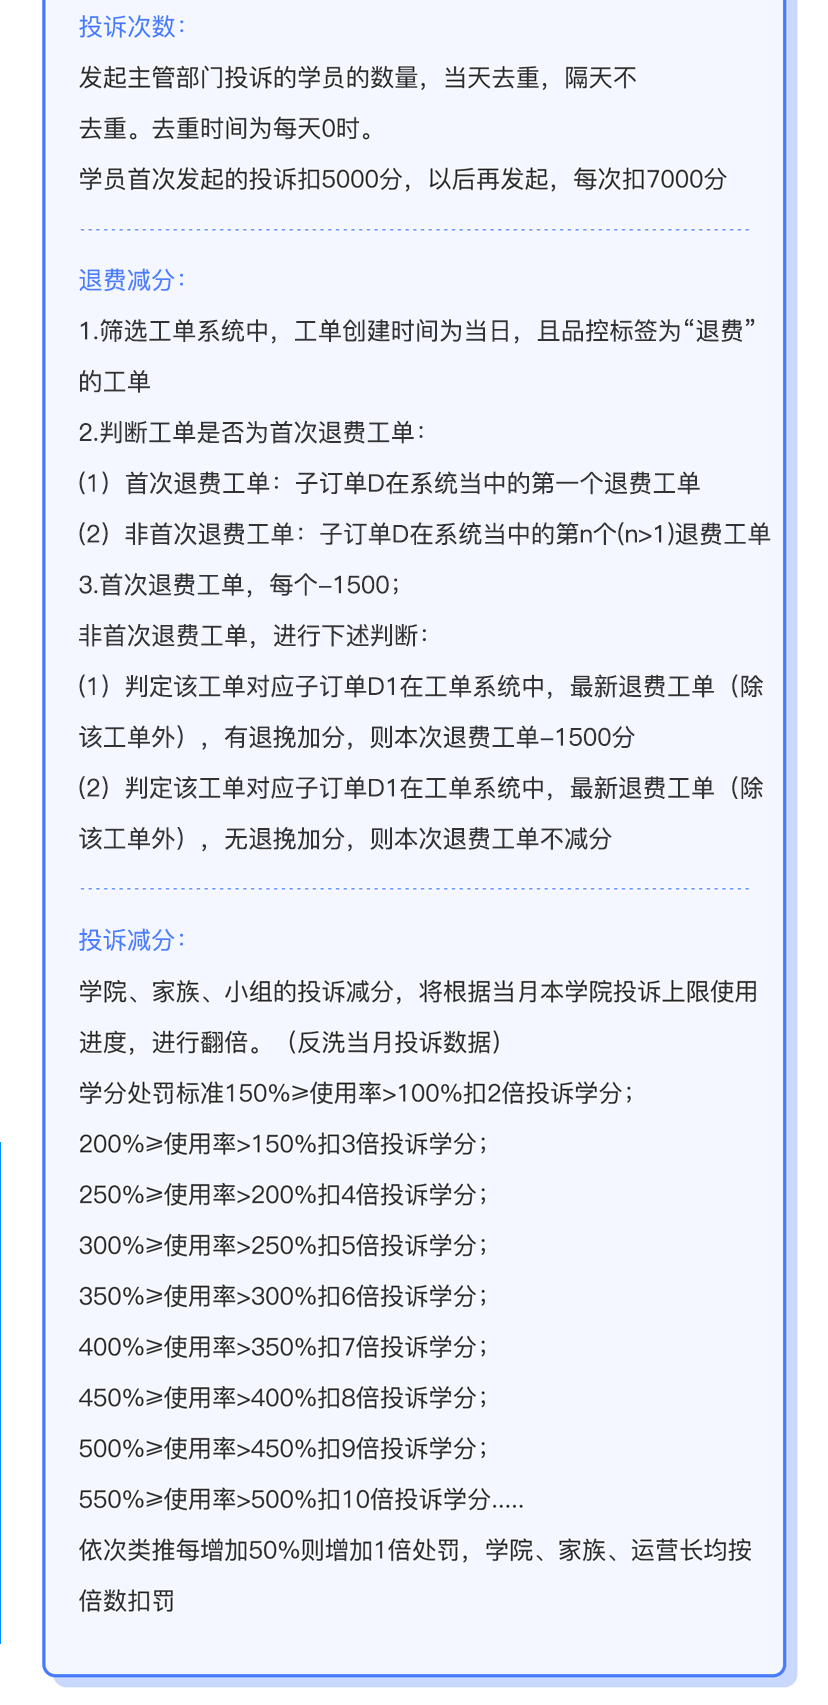 投诉次数：
发起主管部门投诉的学员的数量，当天去重，隔天不
去重。去重时间为每天0时。
学员首次发起的投诉扣5000分，以后再发起，每次扣7000分
退费减分：
1.筛选工单系统中，工单创建时间为当日，且品控标签为“退费”
的工单
2.判断工单是否为首次退费工单：
(1）首次退费工单：子订单D在系统当中的第一个退费工单
(2）非首次退费工单：子订单D在系统当中的第n个(n>1)退费工单
3.首次退费工单，每个–1500；
非首次退费工单，进行下述判断：
(1）判定该工单对应子订单D1在工单系统中，最新退费工单（除
该工单外），有退挽加分，则本次退费工单–1500分
(2）判定该工单对应子订单D1在工单系统中，最新退费工单（除
该工单外），无退挽加分，则本次退费工单不减分
投诉减分：
学院、家族、小组的投诉减分，将根据当月本学院投诉上限使用
进度，进行翻倍。（反洗当月投诉数据）
学分处罚标准150%⩾使用率>100%扣2倍投诉学分；
200%⩾使用率>150%扣3倍投诉学分；
250%⩾使用率>200%扣4倍投诉学分；
300%⩾使用率>250%扣5倍投诉学分；
350%⩾使用率>300%扣6倍投诉学分；
400%⩾使用率>350%扣7倍投诉学分；
450%⩾使用率>400%扣8倍投诉学分；
500%⩾使用率>450%扣9倍投诉学分；
550%⩾使用率>500%扣10倍投诉学分.....
依次类推每增加50%则增加1倍处罚，学院、家族、运营长均按
倍数扣罚